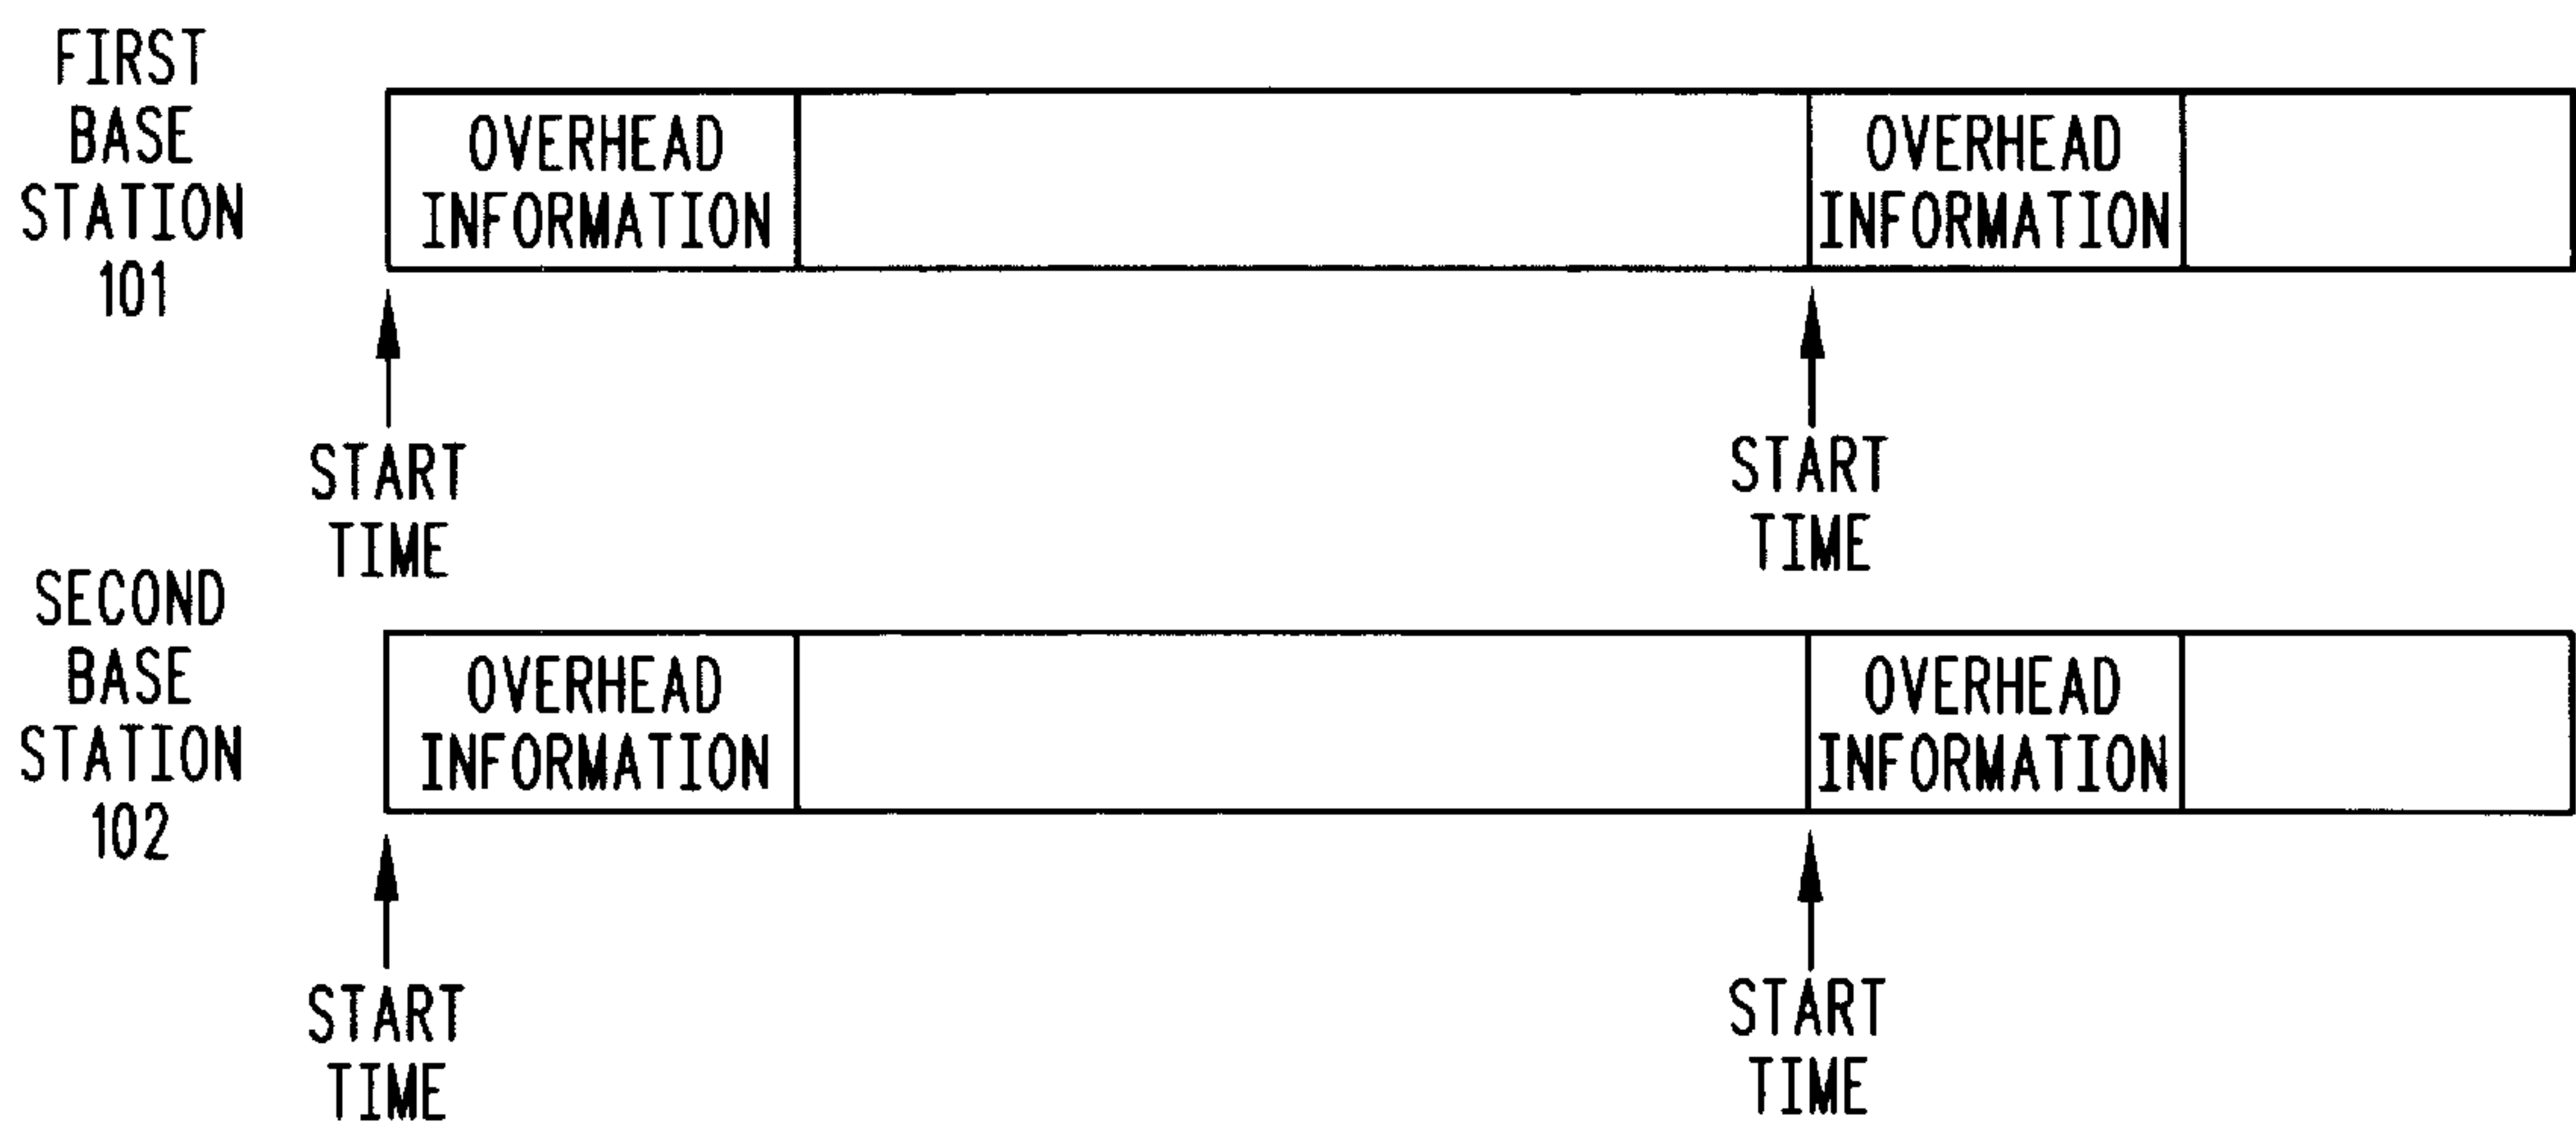 FIRST
BASE
STATION
101
OVERHEAD
INFORMATION
OVERHEAD
INFORMATION
START
TIME
START
TIME
SECOND
BASE
STATION
102
OVERHEAD
INFORMATION
OVERHEAD
INFORMATION
START
TIME
START
TIME